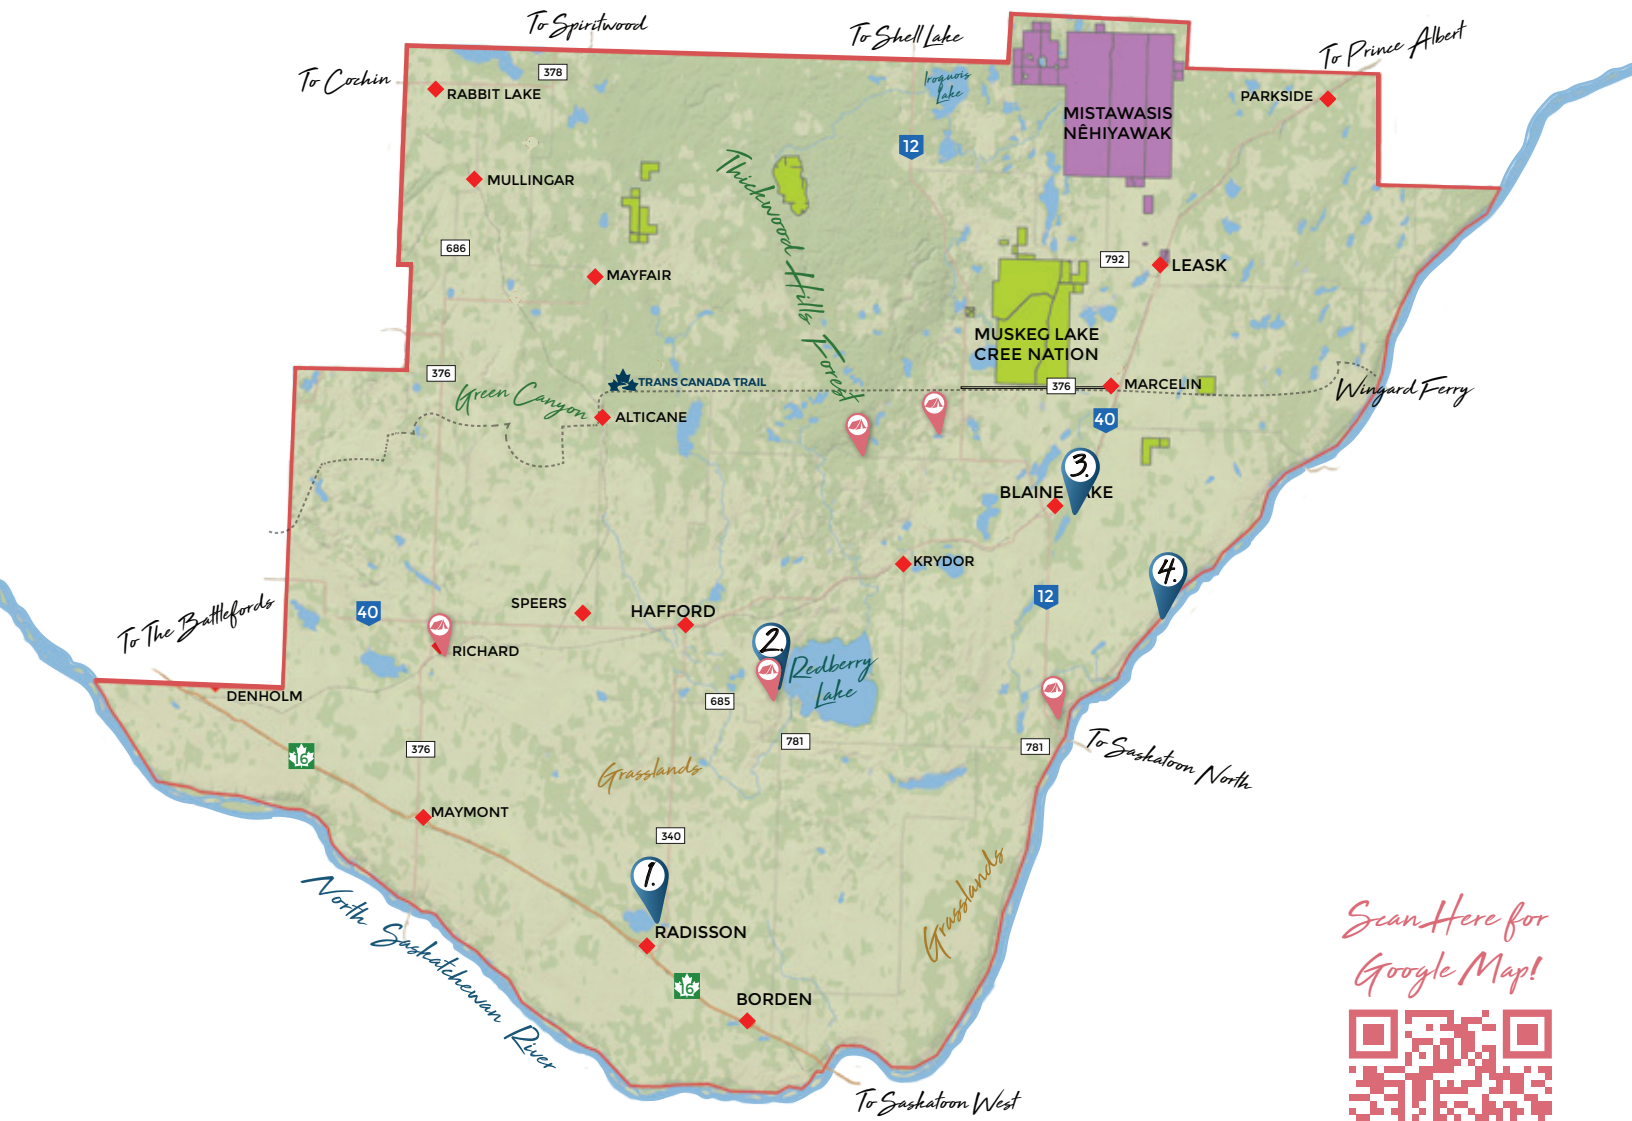 To Spiritwood
To Shell Lake
To Prince Albert
To Cochin
378
RABBIT LAKE
Iroquois
Lake
PARKSIDE
MISTAWASIS
NÊHIYAWAK
12
MULLINGAR
Thickwood Hills Forest
686
792
LEASK
MAYFAIR
MUSKEG LAKE
CREE NATION
376
TRANS CANADA TRAIL
376
MARCELIN
Wingard Ferry
Green Canyon
ALTICANE
40
3.
BLAINE LAKE
KRYDOR
4.
12
To The Battlefords
40
SPEERS
HAFFORD
2.
RICHARD
Redberry
Lake
DENHOLM
685
781
781
To Saskatoon North
16
376
Grasslands
MAYMONT
340
1.
Grasslands
North Saskatchewan River
RADISSON
16
BORDEN
To Saskatoon West
Scan Here for
Google Map!